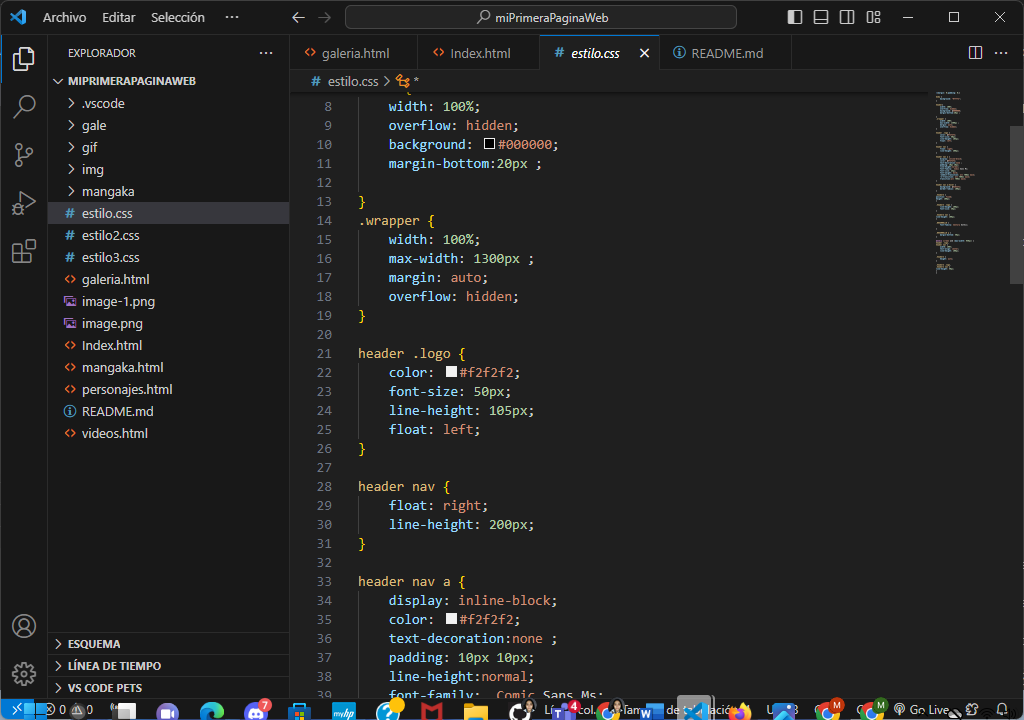 Archivo Editar Selección ··· miPrimeraPaginaWeb
EXPLORADOR ···
MIPRIMERAPAGINAWEB
.vscode
gale
gif
img
mangaka
# estilo.css
# estilo2.css
# estilo3.css
<> galeria.html
image-1.png
image.png
<> Index.html
<> mangaka.html
<> personajes.html
README.md
<> videos.html
ESQUEMA
LÍNEA DE TIEMPO
VS CODE PETS
<> galeria.html <> Index.html # estilo.css README.md ···
# estilo.css > *
{
8 width: 100%;
9 overflow: hidden;
10 background: #000000;
11 margin-bottom:20px ;
12
13 }
14 .wrapper {
15 width: 100%;
16 max-width: 1300px ;
17 margin: auto;
18 overflow: hidden;
19 }
20
21 header .logo {
22 color: #f2f2f2;
23 font-size: 50px;
24 line-height: 105px;
25 float: left;
26 }
27
28 header nav {
29 float: right;
30 line-height: 200px;
31 }
32
33 header nav a {
34 display: inline-block;
35 color: #f2f2f2;
36 text-decoration:none ;
37 padding: 10px 10px;
38 line-height:normal;
39 font-family: Comic Sans Ms;
0 0 7 mhp ? 4 W M M Go Live